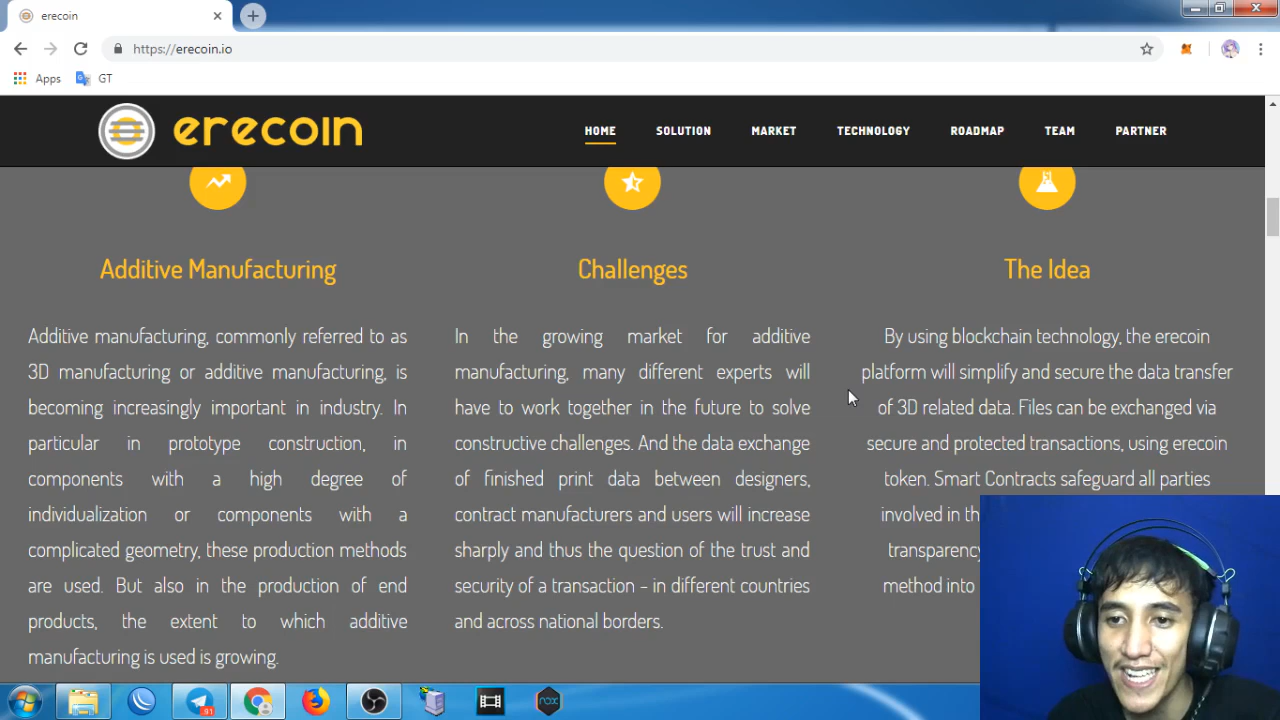 erecoin
https://erecoin.io
Apps GT
erecoin
HOME SOLUTION MARKET TECHNOLOGY ROADMAP TEAM PARTNER
Additive Manufacturing
Additive manufacturing, commonly referred to as
3D manufacturing or additive manufacturing, is
becoming increasingly important in industry. In
particular in prototype construction, in
components with a high degree of
individualization or components with a
complicated geometry, these production methods
are used. But also in the production of end
products, the extent to which additive
manufacturing is used is growing.
Challenges
In the growing market for additive
manufacturing, many different experts will
have to work together in the future to solve
constructive challenges. And the data exchange
of finished print data between designers,
contract manufacturers and users will increase
sharply and thus the question of the trust and
security of a transaction - in different countries
and across national borders.
The Idea
By using blockchain technology, the erecoin
platform will simplify and secure the data transfer
of 3D related data. Files can be exchanged via
secure and protected transactions, using erecoin
token. Smart Contracts safeguard all parties
involved in th
transparency
method into
91
nox